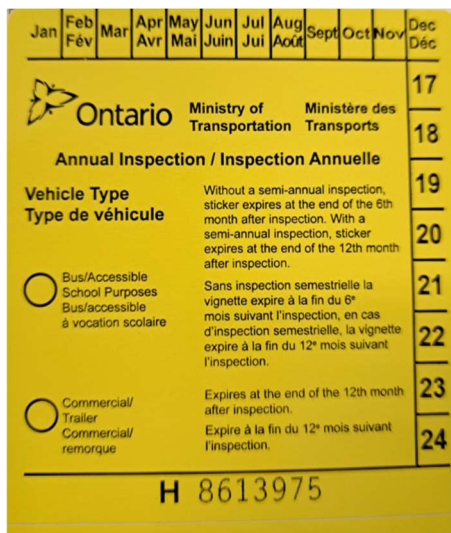 Jan Feb Mar Apr May Jun Jul Aug Sept Oct Nov Dec
Fév Avr Mai Juin Jui Août Déc
17
Ontario Ministry of Ministère des
Transportation Transports
18
Annual Inspection / Inspection Annuelle
Vehicle Type
Type de véhicule
Without a semi-annual inspection,
sticker expires at the end of the 6th
month after inspection. With a
semi-annual inspection, sticker
expires at the end of the 12th month
after inspection.
19
20
Bus/Accessible
School Purposes
Bus/accessible
à vocation scolaire
Sans inspection semestrielle la
vignette expire à la fin du 6e
mois suivant l'inspection, en cas
d'inspection semestrielle, la vignette
expire à la fin du 12e mois suivant
l'inspection.
21
22
Commercial/
Trailer
Commercial/
remorque
Expires at the end of the 12th month
after inspection.
Expire à la fin du 12e mois suivant
l'inspection.
23
24
H 8613975